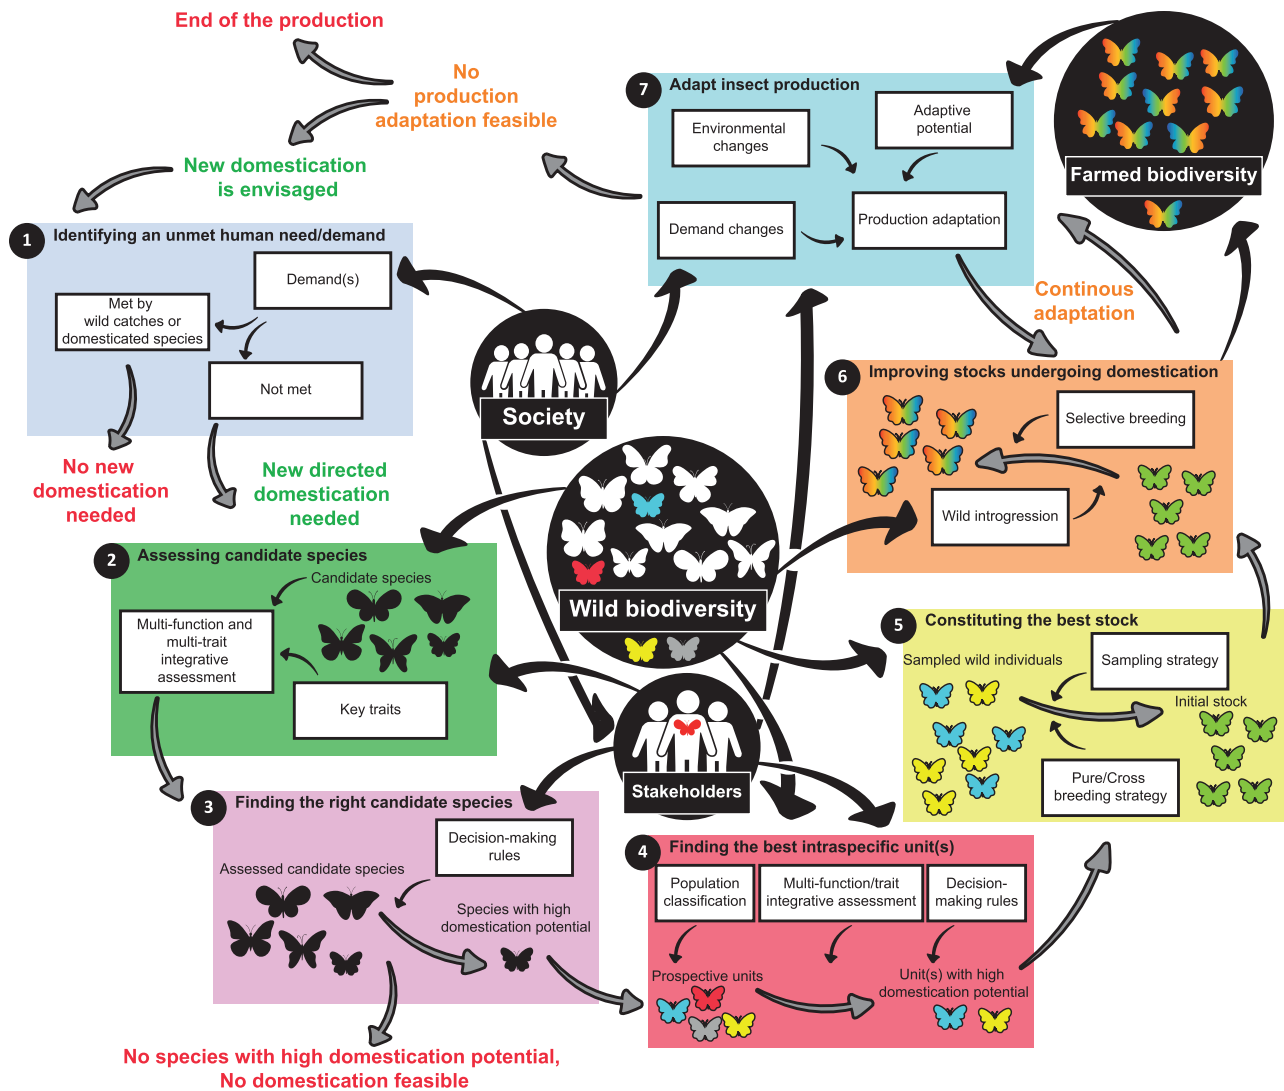 End of the production
No
production
adaptation feasible
New domestication
is envisaged
7
Adapt insect production
Environmental
changes
Adaptive
potential
Demand changes
Production adaptation
Farmed biodiversity
1
Identifying an unmet human need/demand
Demand(s)
Met by
wild catches or
domesticated species
Not met
No new
domestication
needed
New directed
domestication
needed
Society
Continous
adaptation
6
Improving stocks undergoing domestication
Selective breeding
Wild introgression
Wild biodiversity
2
Assessing candidate species
Candidate species
Multi-function and
multi-trait
integrative
assessment
Key traits
5
Constituting the best stock
Sampled wild individuals
Sampling strategy
Initial stock
Pure/Cross
breeding strategy
Stakeholders
3
Finding the right candidate species
Decision-making
rules
Assessed candidate species
Species with high
domestication potential
4
Finding the best intraspecific unit(s)
Population
classification
Multi-function/trait
integrative assessment
Decision-
making rules
Prospective units
Unit(s) with high
domestication potential
No species with high domestication potential,
No domestication feasible